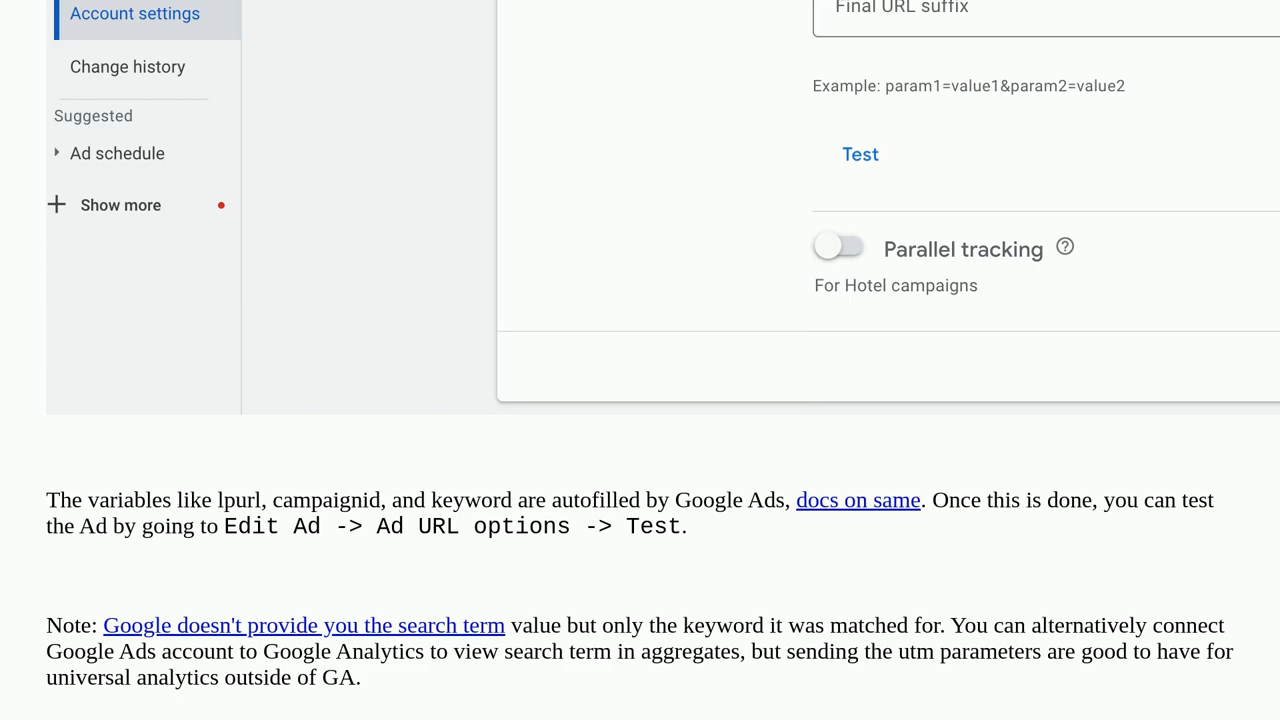 Account settings
Final URL suffix
Change history
Example: param1=value1&param2=value2
Suggested
Ad schedule
Test
Show more
Parallel tracking
For Hotel campaigns
The variables like lpurl, campaignid, and keyword are autofilled by Google Ads, docs on same. Once this is done, you can test
the Ad by going to Edit Ad -> Ad URL options -> Test.
Note: Google doesn't provide you the search term value but only the keyword it was matched for. You can alternatively connect
Google Ads account to Google Analytics to view search term in aggregates, but sending the utm parameters are good to have for
universal analytics outside of GA.